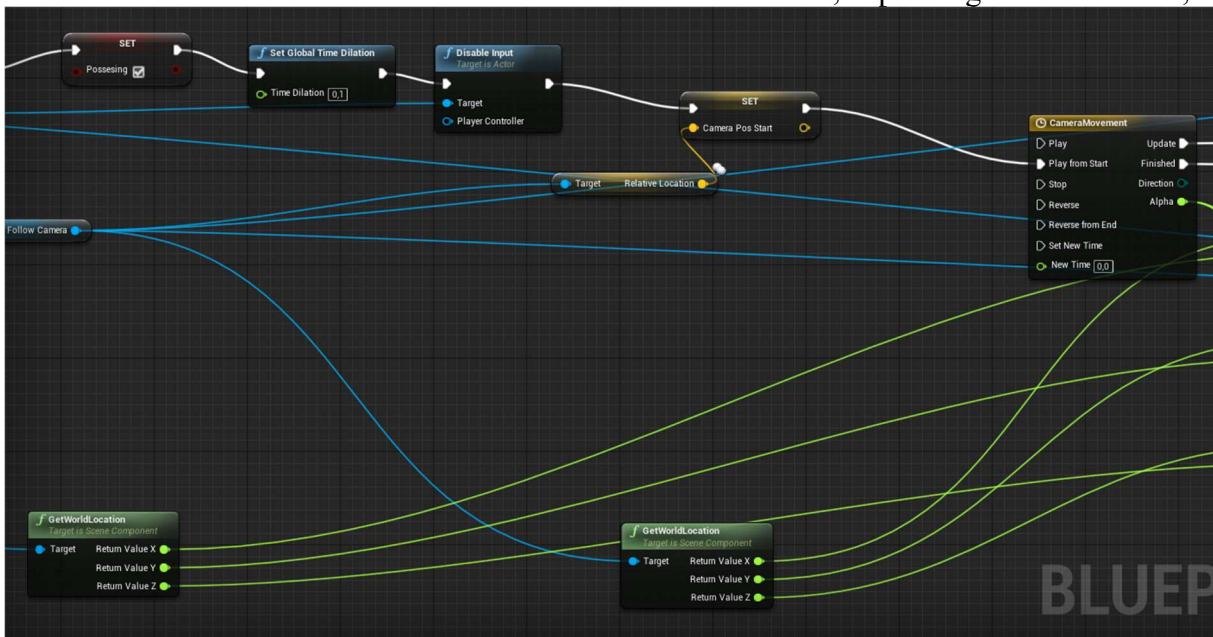 SET
Possesing
Set Global Time Dilation
Time Dilation 0,1
Disable Input
Target is Actor
Target
Player Controller
SET
Camera Pos Start
Target Relative Location
CameraMovement
Play Update
Play from Start Finished
Stop Direction
Reverse Alpha
Reverse from End
Set New Time
New Time 0,0
Follow Camera
GetWorldLocation
Target is Scene Component
Target Return Value X
Return Value Y
Return Value Z
GetWorldLocation
Target is Scene Component
Target Return Value X
Return Value Y
Return Value Z
BLUEP